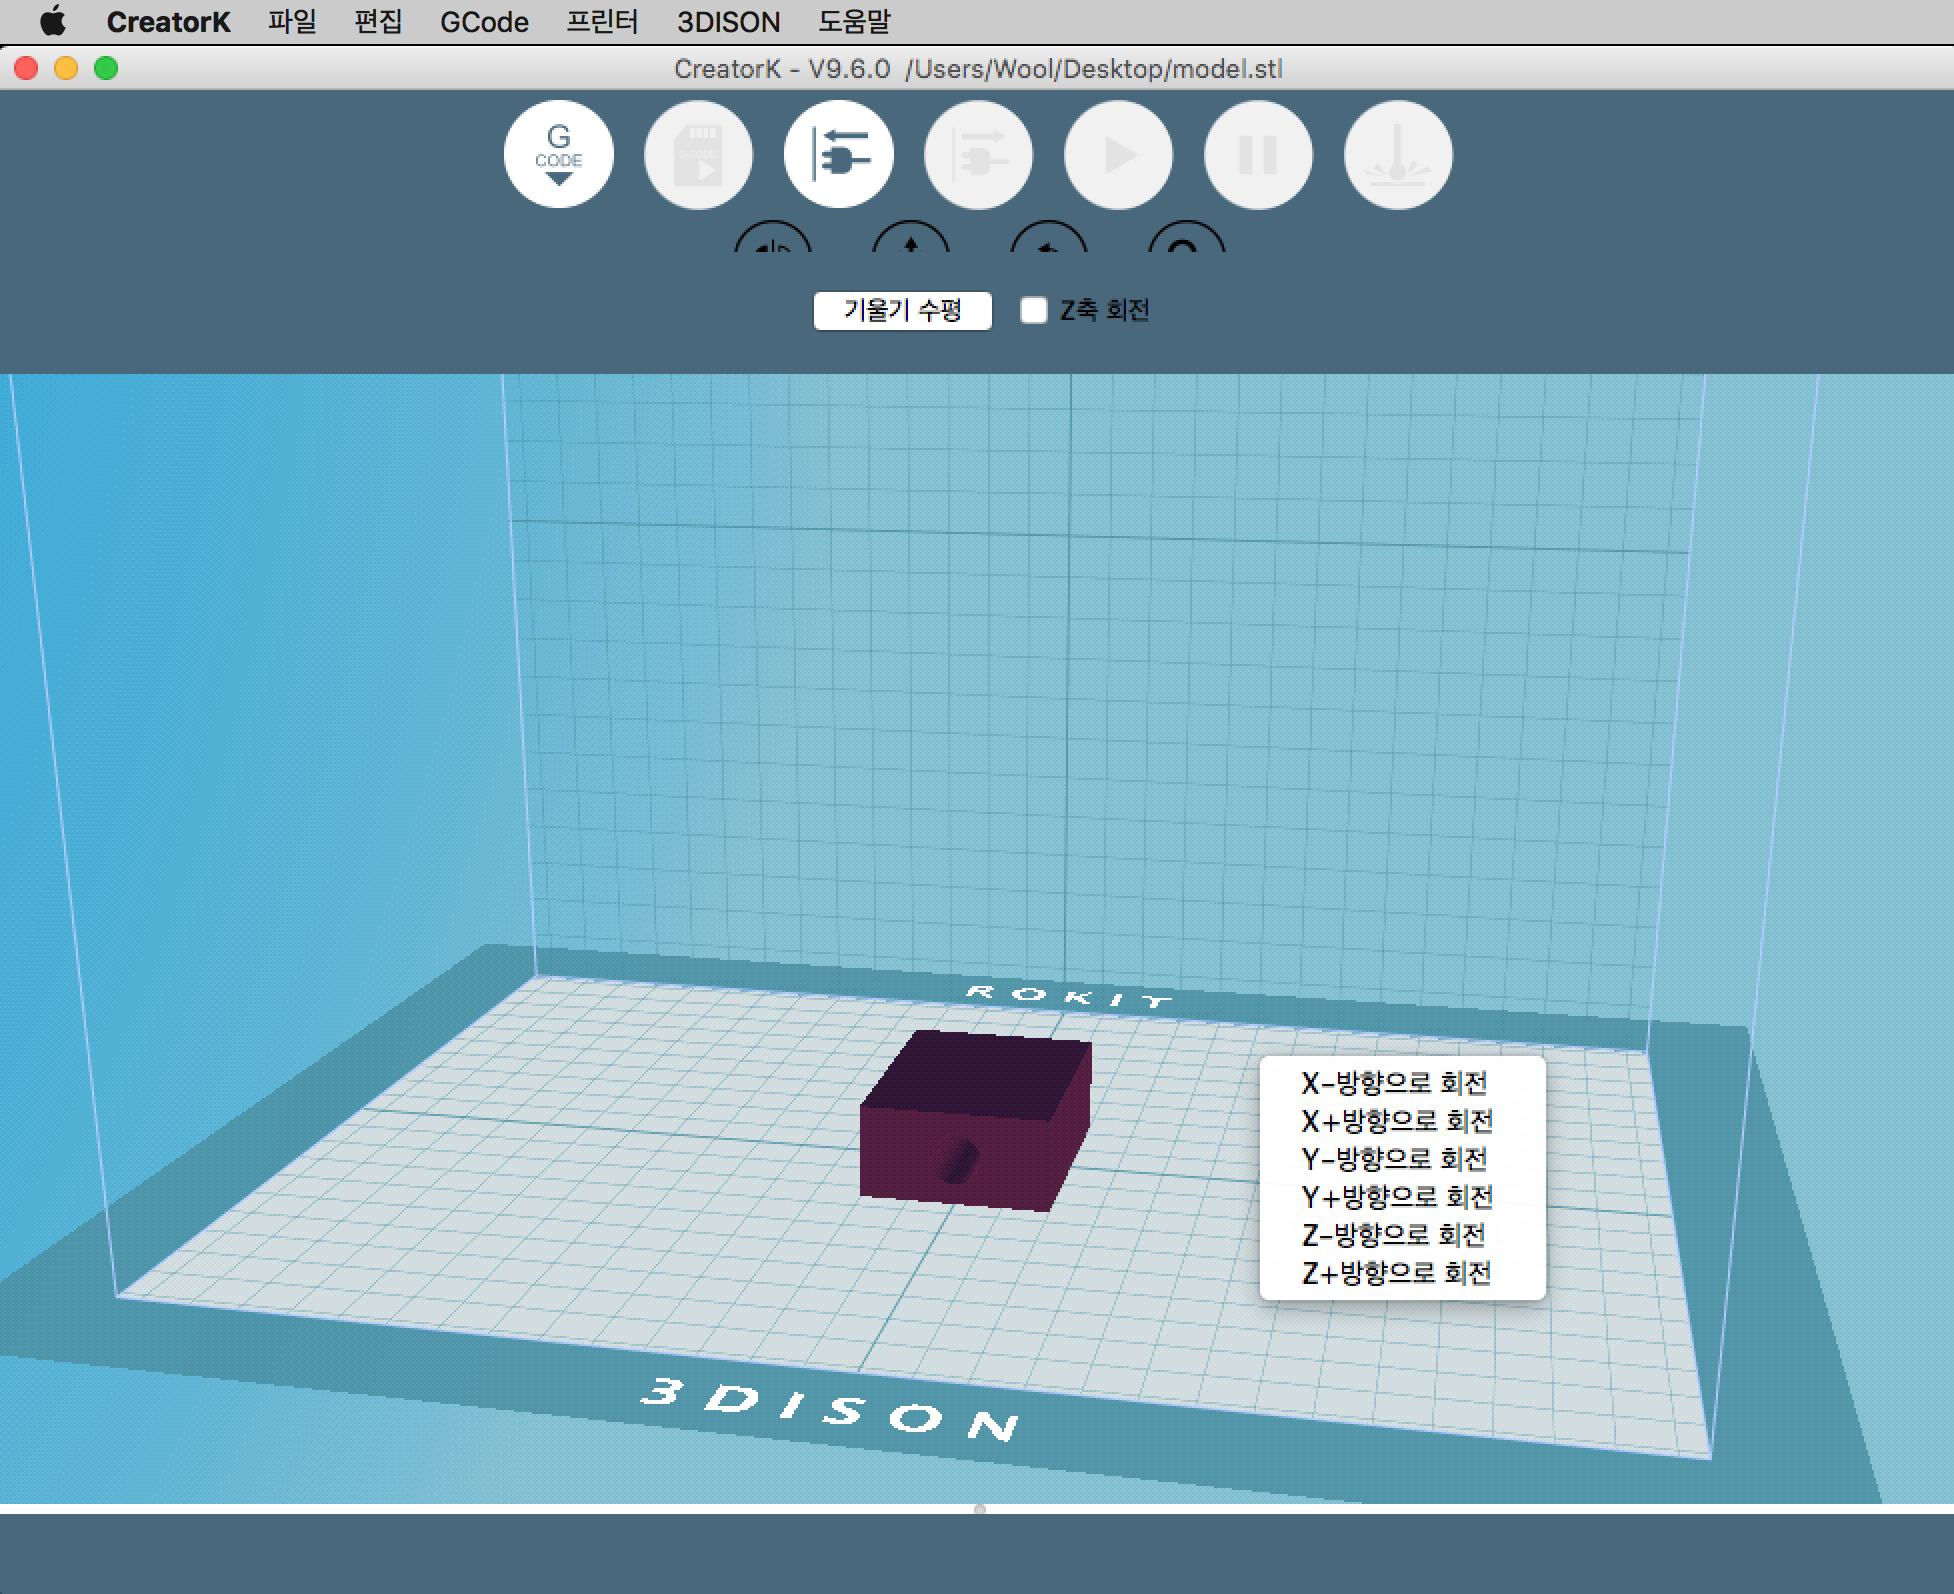 CreatorK 파일 편집 GCode 프린터 3DISON 도움말
CreatorK - V9.6.0 /Users/Wool/Desktop/model.stl
G
CODE
G-CODE
기울기 수평 Z축 회전
ROKIT
X-방향으로 회전
X+방향으로 회전
Y-방향으로 회전
Y+방향으로 회전
Z-방향으로 회전
Z+방향으로 회전
3DISON